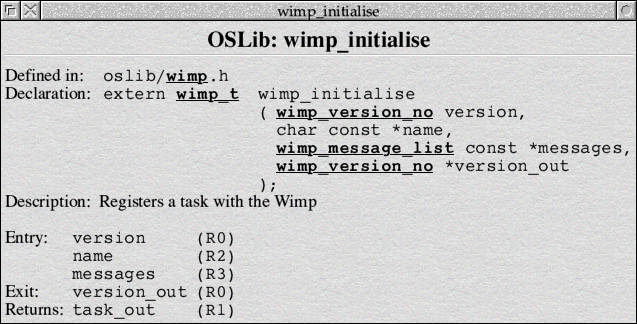 wimp_initialise
OSLib: wimp_initialise
Defined in: oslib/wimp.h
Declaration: extern wimp_t wimp_initialise
( wimp_version_no version,
char const *name,
wimp_message_list const *messages,
wimp_version_no *version_out
);
Description: Registers a task with the Wimp
Entry: version (R0)
name (R2)
messages (R3)
Exit: version_out (R0)
Returns: task_out (R1)